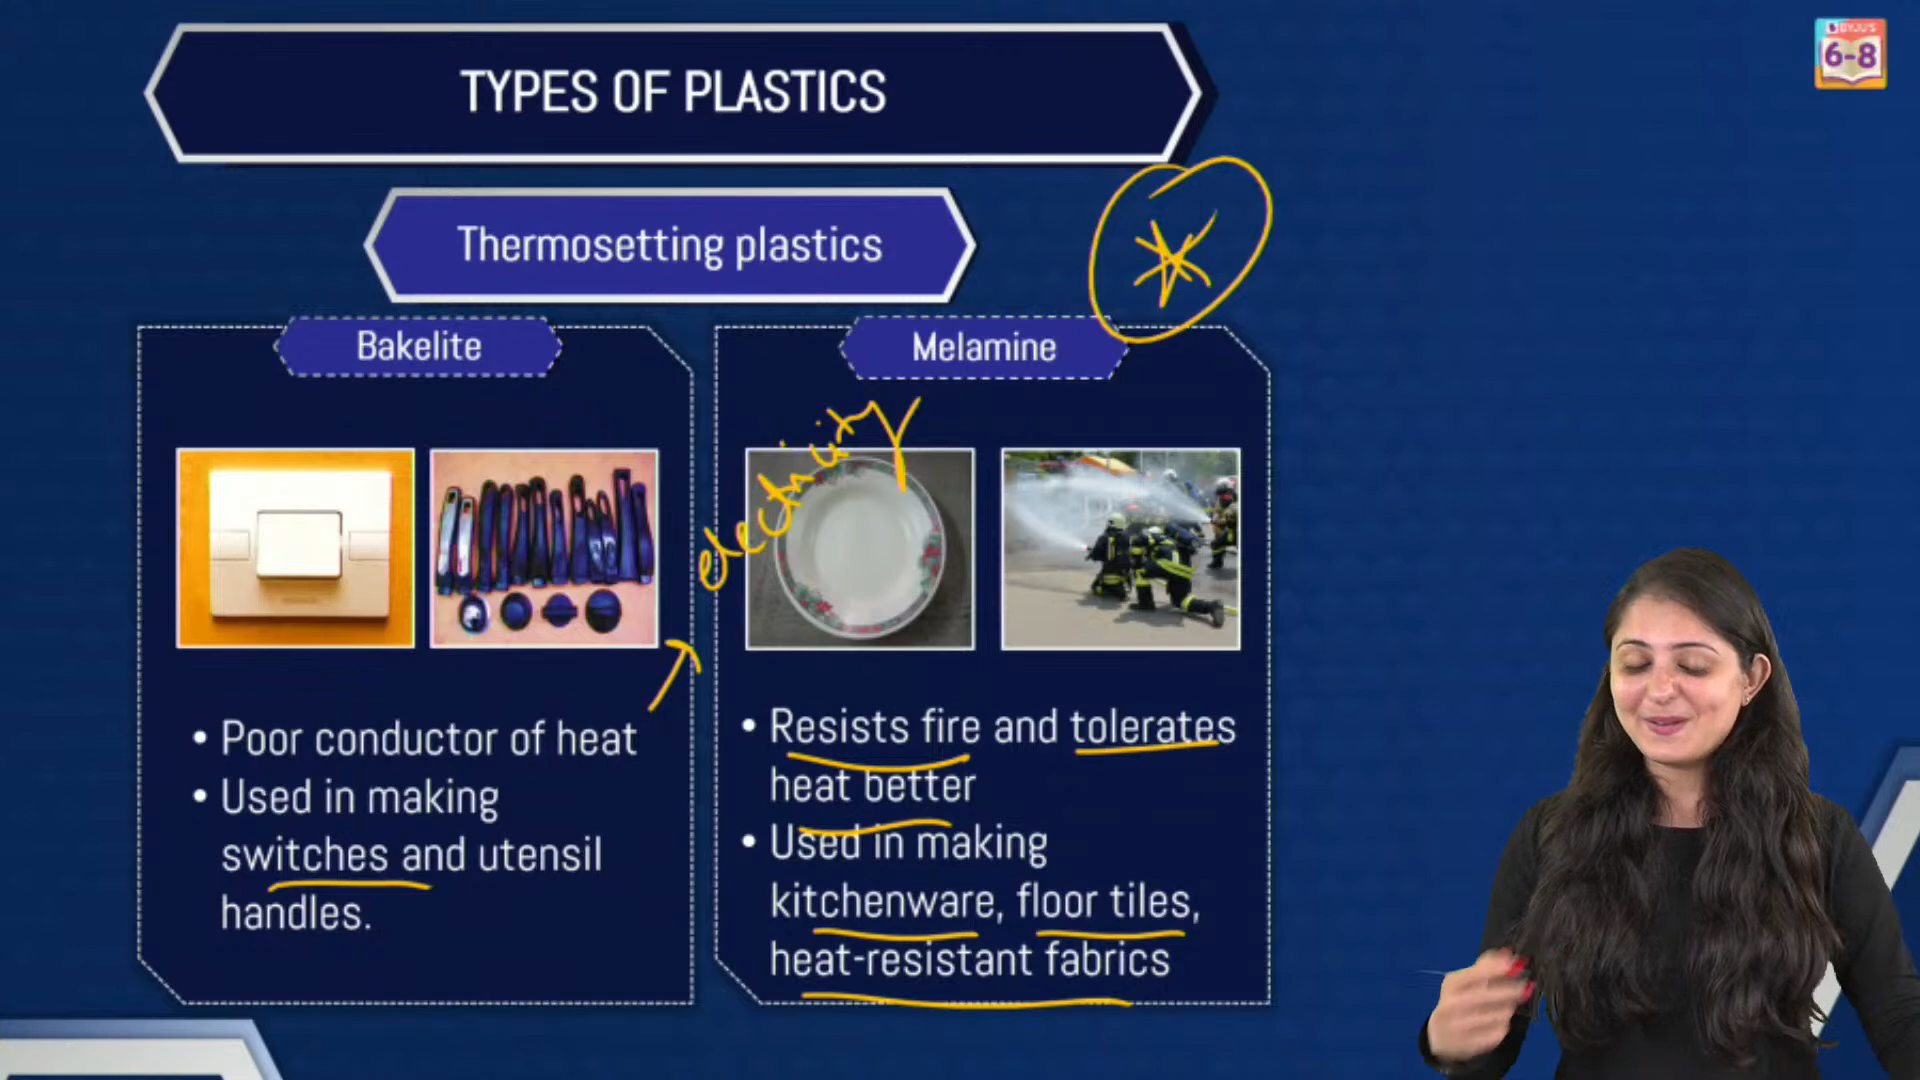 BYJU'S
6-8
TYPES OF PLASTICS
Thermosetting plastics
Bakelite
• Poor conductor of heat
• Used in making
switches and utensil
handles.
electricity
Melamine
• Resists fire and tolerates
heat better
• Used in making
kitchenware, floor tiles,
heat-resistant fabrics